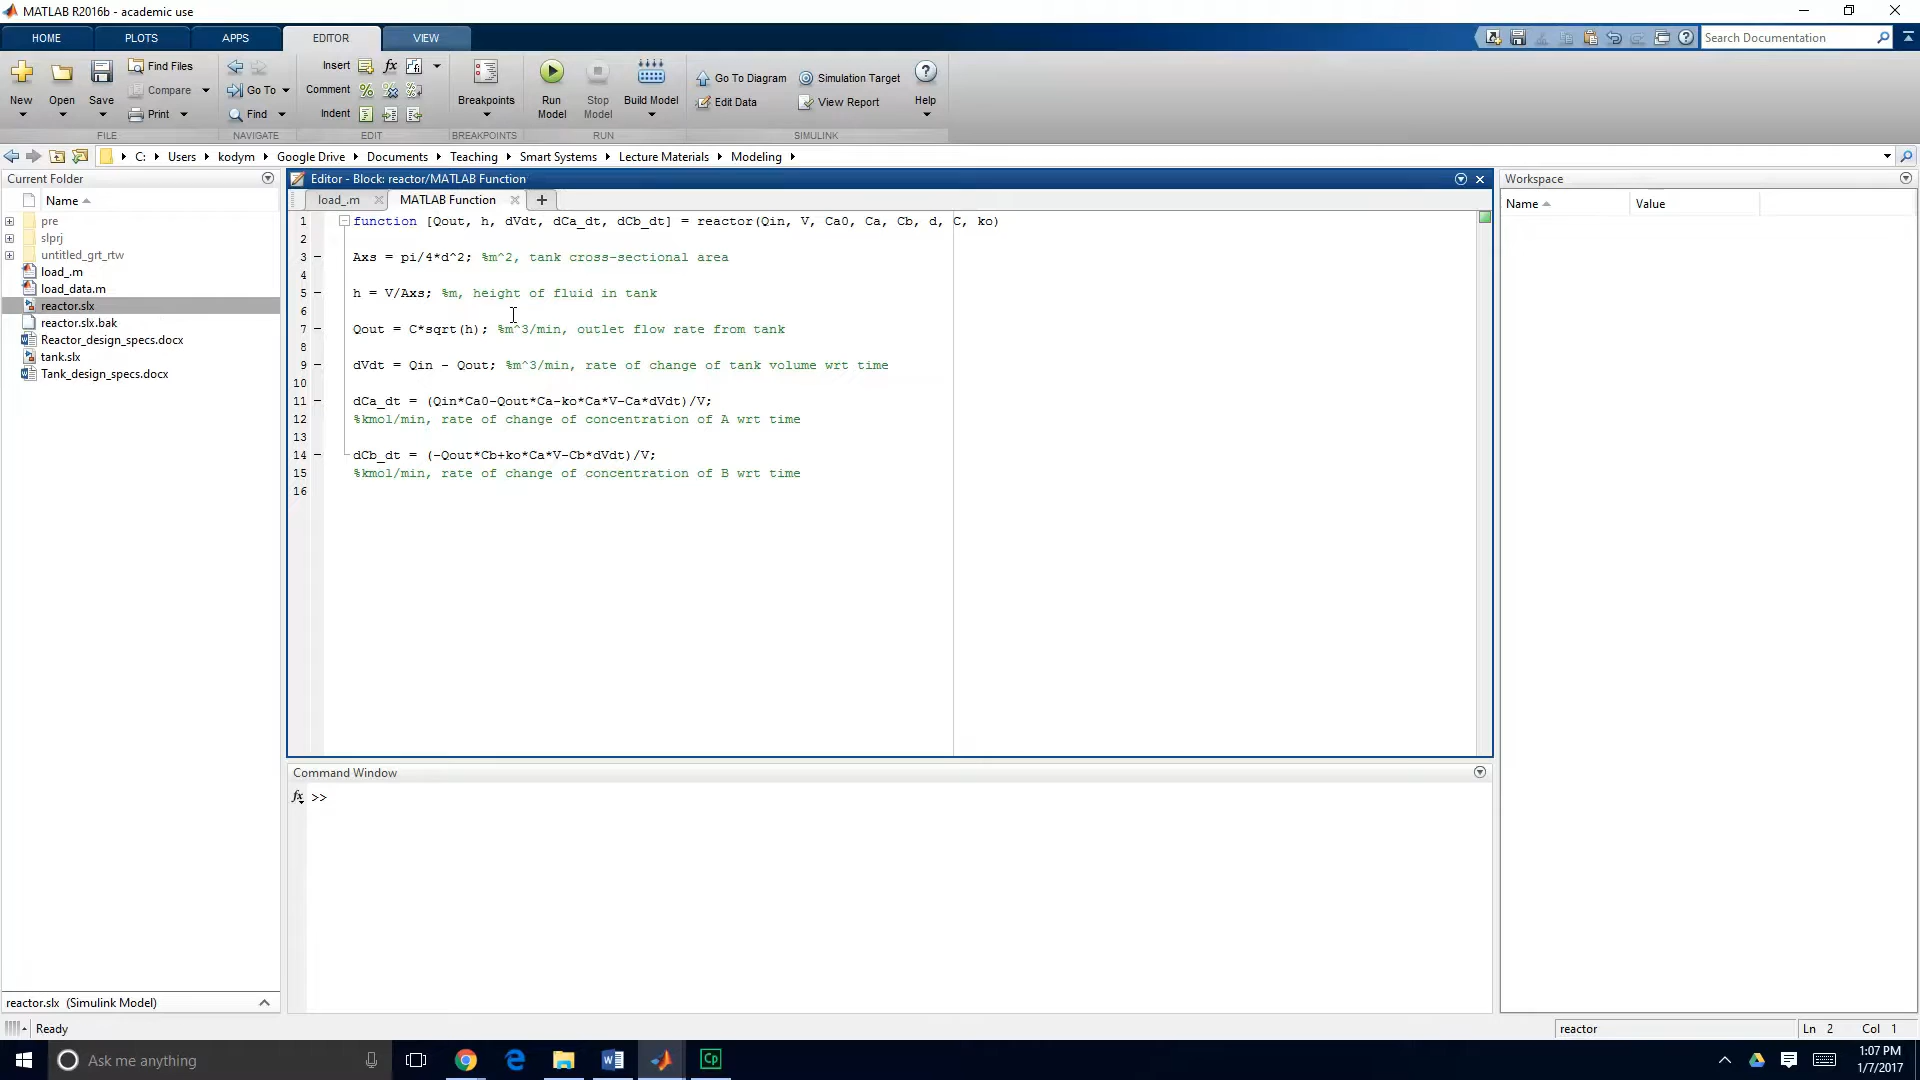 MATLAB R2016b - academic use
HOME PLOTS APPS EDITOR VIEW Search Documentation
New Open Save Find Files Compare Print Go To Find Insert Comment Indent fx Breakpoints Run Model Stop Model Build Model Go To Diagram Edit Data Simulation Target View Report Help
FILE NAVIGATE EDIT BREAKPOINTS RUN SIMULINK
C: Users kodym Google Drive Documents Teaching Smart Systems Lecture Materials Modeling
Current Folder
Name
pre
slprj
untitled_grt_rtw
load_.m
load_data.m
reactor.slx
reactor.slx.bak
Reactor_design_specs.docx
tank.slx
Tank_design_specs.docx
reactor.slx (Simulink Model)
Editor - Block: reactor/MATLAB Function
load_.m MATLAB Function
1 function [Qout, h, dVdt, dCa_dt, dCb_dt] = reactor(Qin, V, Ca0, Ca, Cb, d, C, ko)
2
3 Axs = pi/4*d^2; %m^2, tank cross-sectional area
4
5 h = V/Axs; %m, height of fluid in tank
6
7 Qout = C*sqrt(h); %m^3/min, outlet flow rate from tank
8
9 dVdt = Qin - Qout; %m^3/min, rate of change of tank volume wrt time
10
11 dCa_dt = (Qin*Ca0-Qout*Ca-ko*Ca*V-Ca*dVdt)/V;
12 %kmol/min, rate of change of concentration of A wrt time
13
14 dCb_dt = (-Qout*Cb+ko*Ca*V-Cb*dVdt)/V;
15 %kmol/min, rate of change of concentration of B wrt time
16
Command Window
fx >>
Workspace
Name Value
Ready reactor Ln 2 Col 1
Ask me anything Cp 1:07 PM
1/7/2017